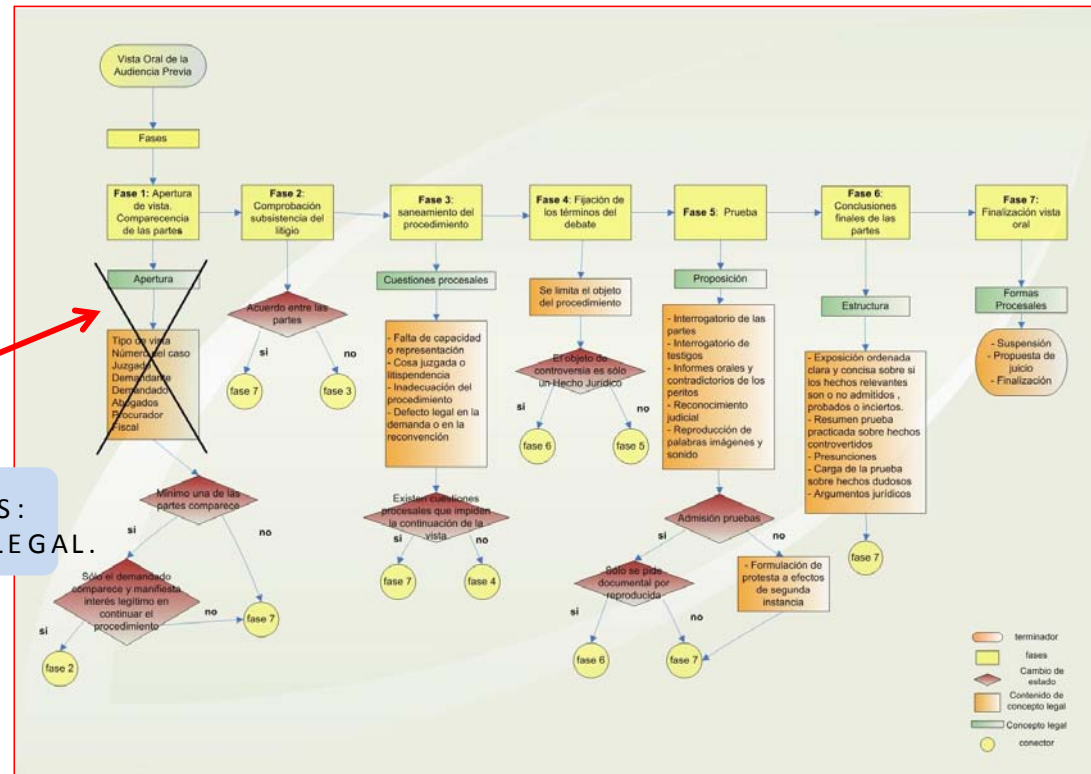 Vista Oral de la
Audiencia Previa
Fases
Fase 1: Apertura
de vista.
Comparecencia
de las partes
Fase 2:
Comprobación
subsistencia del
litigio
Fase 3:
saneamiento del
procedimiento
Fase 4: Fijación de
los términos del
debate
Fase 5: Prueba
Fase 6:
Conclusiones
finales de las
partes
Fase 7:
Finalización vista
oral
Apertura
Tipo de vista
Número del caso
Juzgado
Demandante
Demandado
Abogados
Procurador
Fiscal
Mínimo una de las
partes comparece
si
no
Sólo el demandado
comparece y manifiesta
interés legítimo en
continuar el
procedimiento
si
no
fase 2
fase 7
Acuerdo entre las
partes
si
no
fase 7
fase 3
Cuestiones procesales
- Falta de capacidad
o representación
- Cosa juzgada o
litispendencia
- Inadecuación del
procedimiento
- Defecto legal en la
demanda o en la
reconvención
Existen cuestiones
procesales que impiden
la continuación de la
vista
si
no
fase 7
fase 4
Se limita el objeto
del procedimiento
El objeto de
controversia es sólo
un Hecho Jurídico
si
no
fase 6
fase 5
Proposición
- Interrogatorio de las
partes
- Interrogatorio de
testigos
- Informes orales y
contradictorios de los
peritos
- Reconocimiento
judicial
- Reproducción de
palabras imágenes y
sonido
Admisión pruebas
si
no
Sólo se pide
documental por
reproducida
- Formulación de
protesta a efectos
de segunda
instancia
si
no
fase 6
fase 7
Estructura
- Exposición ordenada
clara y concisa sobre si
los hechos relevantes
son o no admitidos ,
probados o inciertos.
- Resumen prueba
practicada sobre hechos
controvertidos
- Presunciones
- Carga de la prueba
sobre hechos dudosos
- Argumentos jurídicos
fase 7
Formas
Procesales
- Suspensión
- Propuesta de
juicio
- Finalización
S:
LEGAL.
terminador
fases
Cambio de
estado
Contenido de
concepto legal
Concepto legal
conector